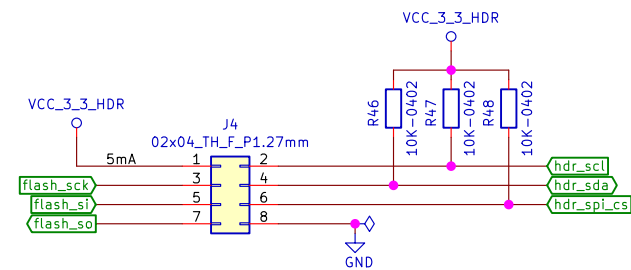 VCC_3_3_HDR
VCC_3_3_HDR
R46
10K-0402
R47
10K-0402
R48
10K-0402
J4
02x04_TH_F_P1.27mm
5mA
1
2
hdr_scl
flash_sck
3
4
hdr_sda
flash_si
5
6
hdr_spi_cs
flash_so
7
8
GND